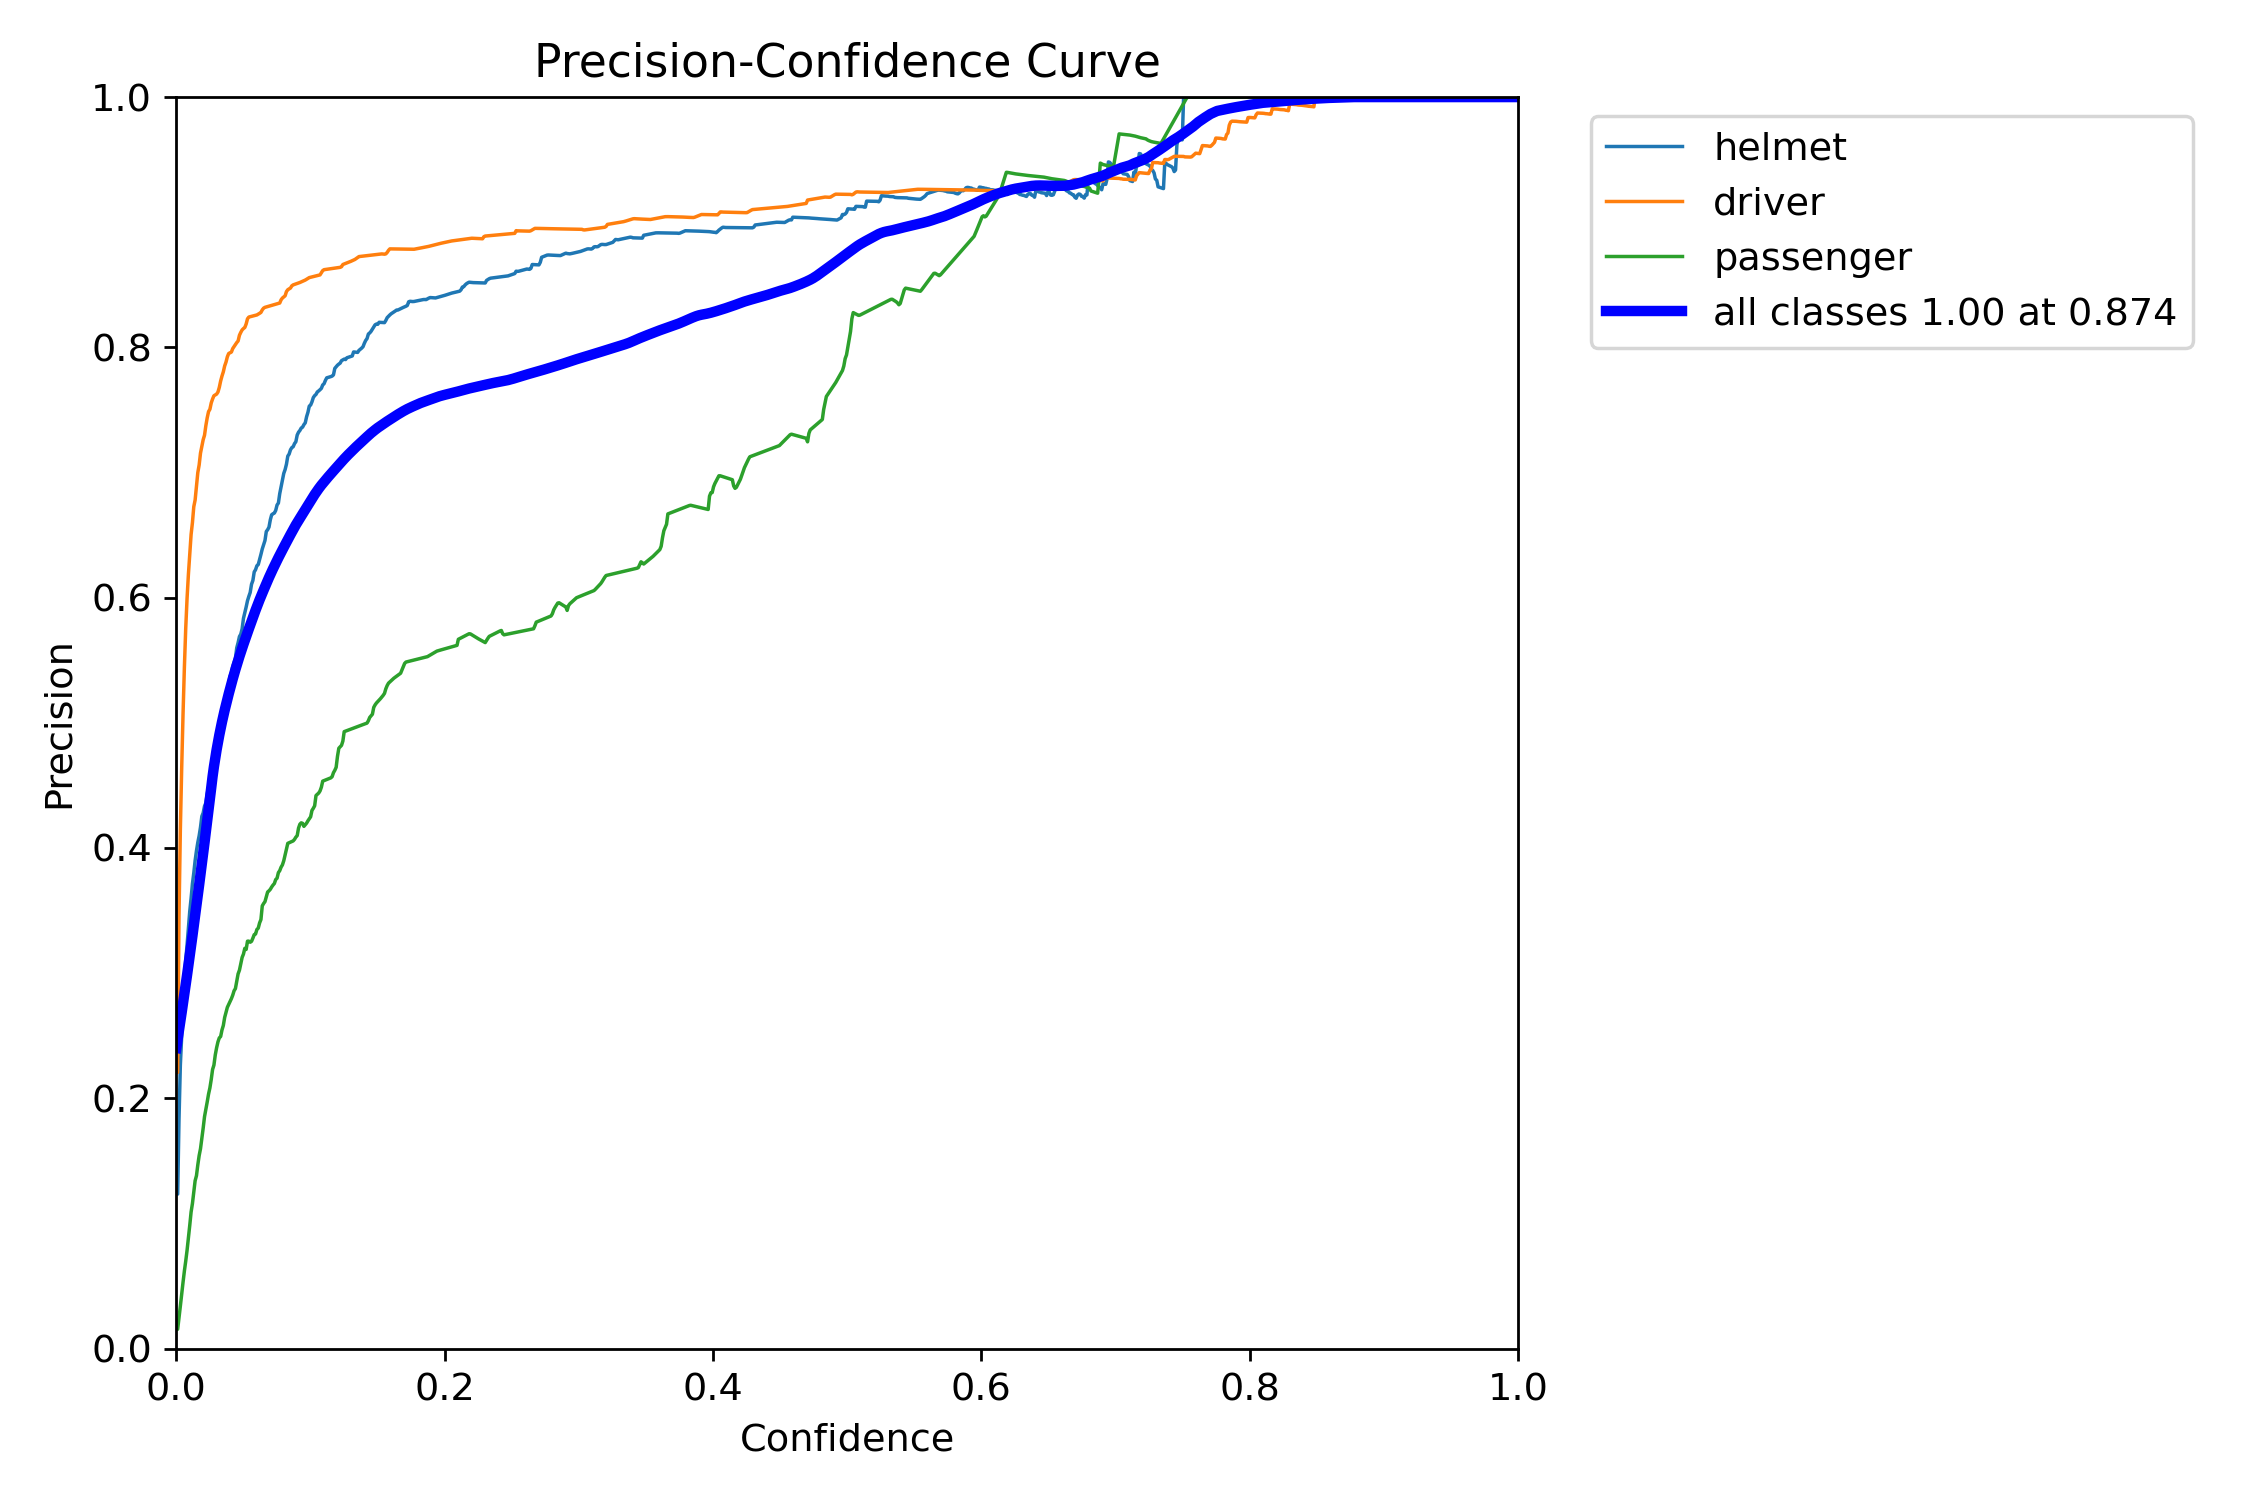 Precision-Confidence Curve
1.0
0.8
0.6
0.4
0.2
0.0
Precision
0.0 0.2 0.4 0.6 0.8 1.0
Confidence
helmet
driver
passenger
all classes 1.00 at 0.874